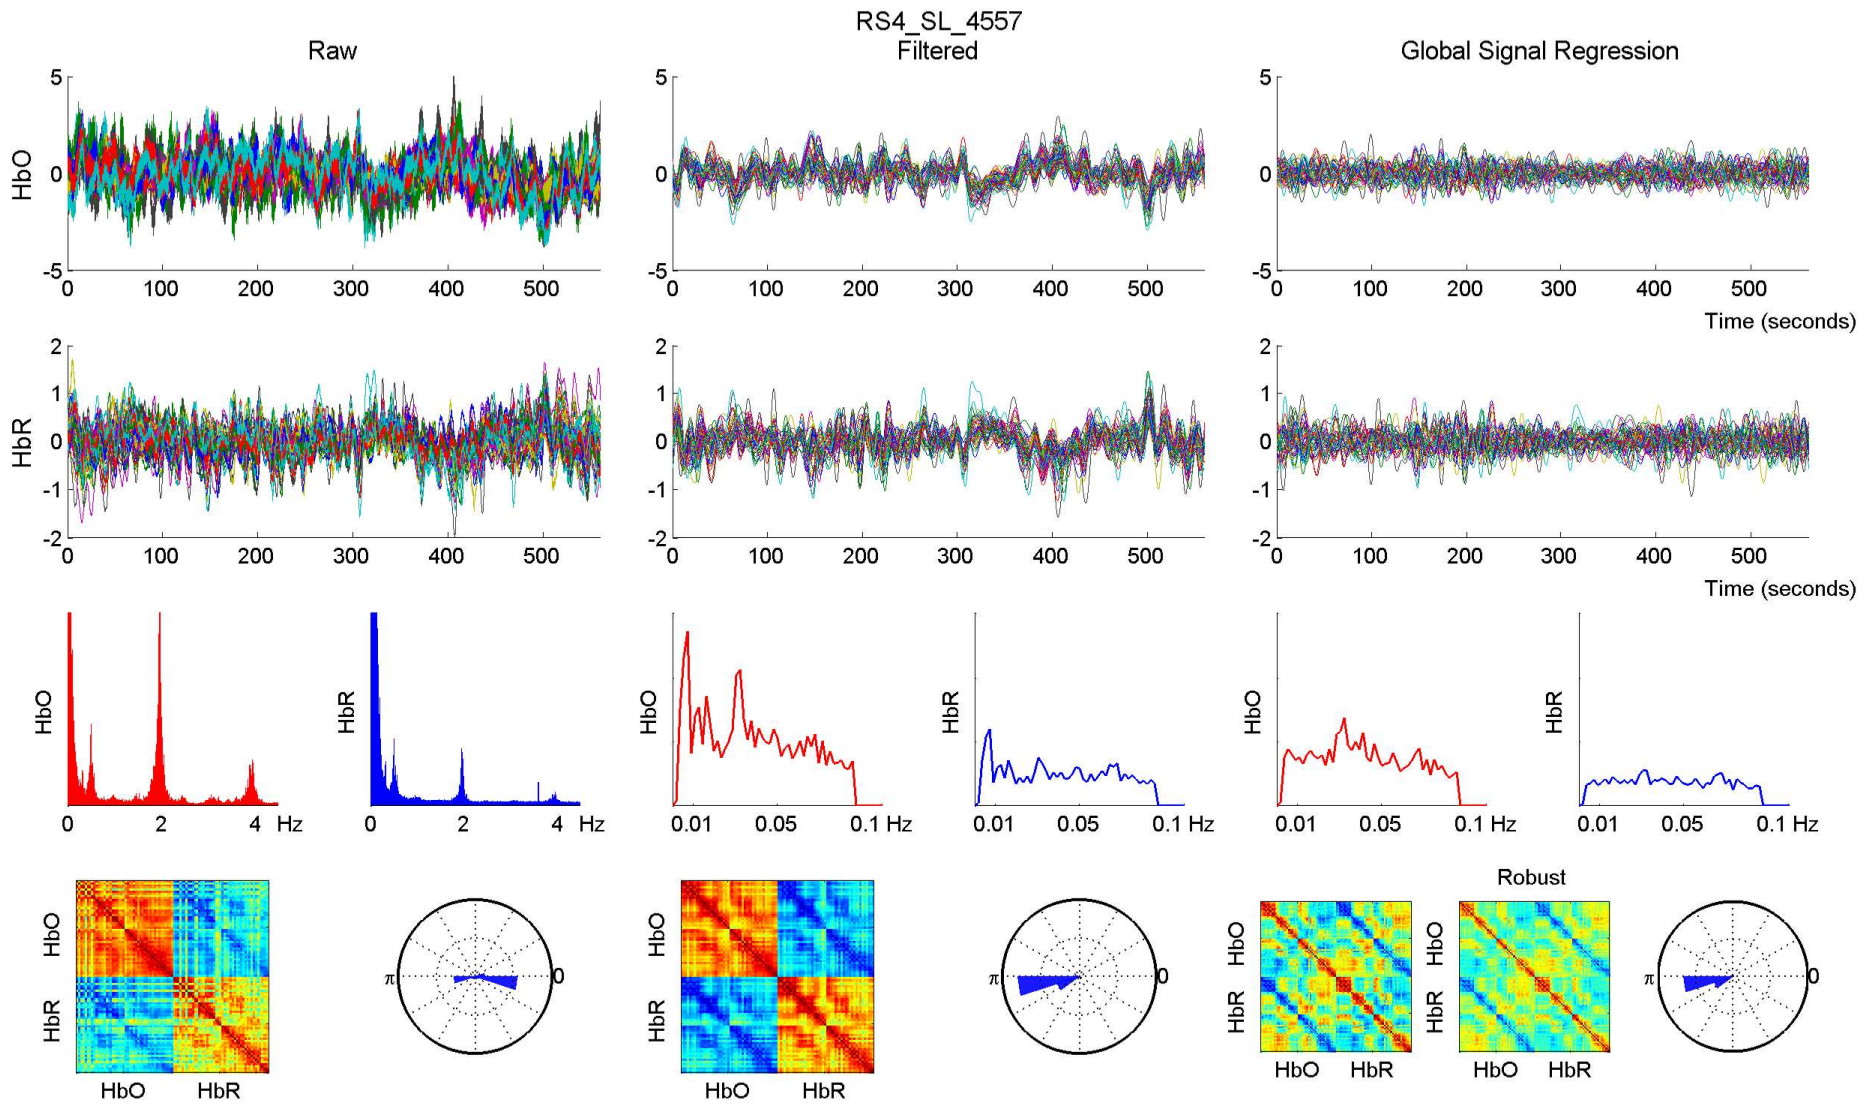 RS4_SL_4557
Raw
Filtered
Global Signal Regression
HbO
5
0
-5
0 100 200 300 400 500
5
0
-5
0 100 200 300 400 500
5
0
-5
0 100 200 300 400 500
Time (seconds)
HbR
2
1
0
-1
-2
0 100 200 300 400 500
2
1
0
-1
-2
0 100 200 300 400 500
2
1
0
-1
-2
0 100 200 300 400 500
Time (seconds)
HbO
0 2 4 Hz
HbR
0 2 4 Hz
HbO
0.01 0.05 0.1 Hz
HbR
0.01 0.05 0.1 Hz
HbO
0.01 0.05 0.1 Hz
HbR
0.01 0.05 0.1 Hz
HbO
HbR
HbO HbR
π 0
HbO
HbR
HbO HbR
π 0
HbO
HbR
HbO HbR
Robust
HbO
HbR
HbO HbR
π 0